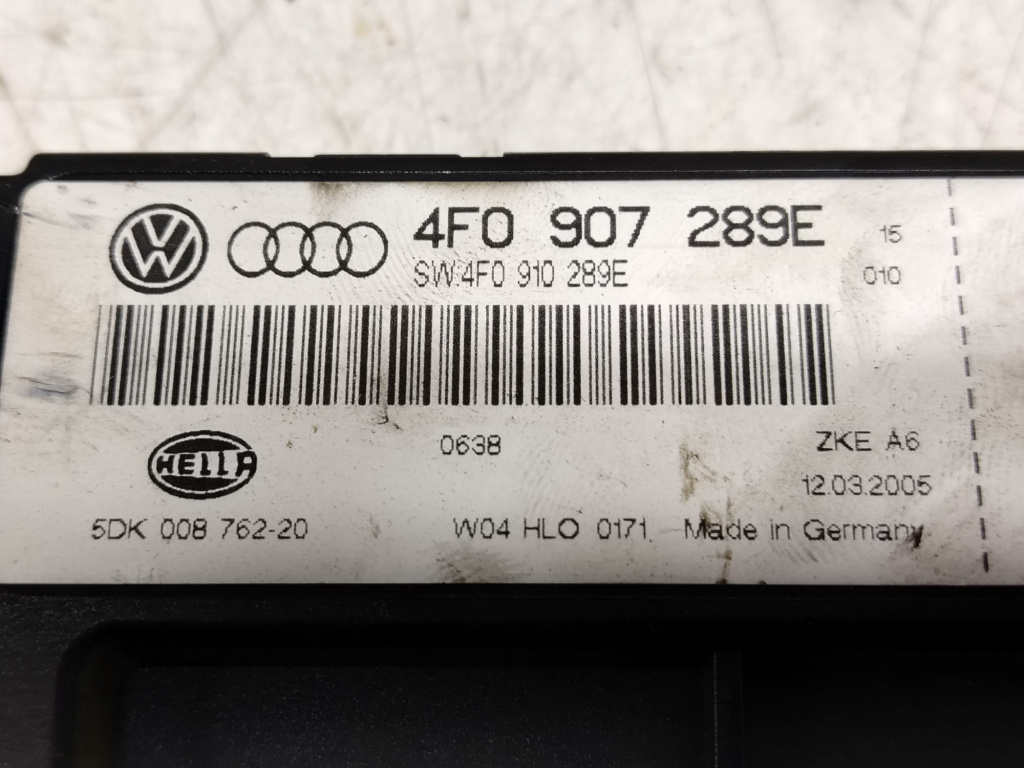 4F0 907 289E 15
SW:4F0 910 289E 010
HELLA
0638
ZKE A6
12.03.2005
5DK 008 762-20
W04 HLO 0171
Made in Germany